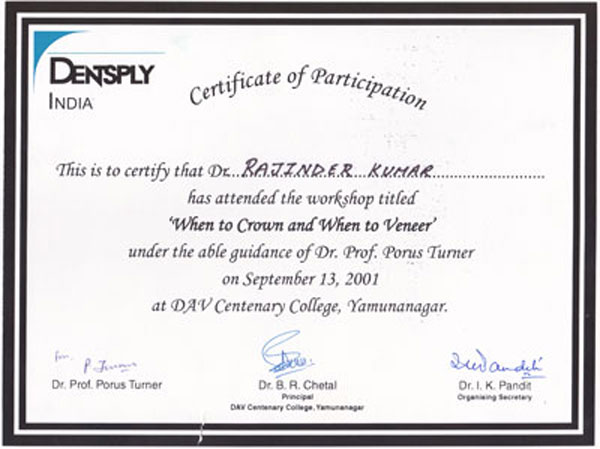 DENTSPLY
INDIA
Certificate of Participation
This is to certify that Dr. RAJINDER KUMAR
has attended the workshop titled
'When to Crown and When to Veneer'
under the able guidance of Dr. Prof. Porus Turner
on September 13, 2001
at DAV Centenary College, Yamunanagar.
for P. Turner
Dr. Prof. Porus Turner
Dr. B. R. Chetal
Principal
DAV Centenary College, Yamunanagar
Dr. I. K. Pandit
Organising Secretary